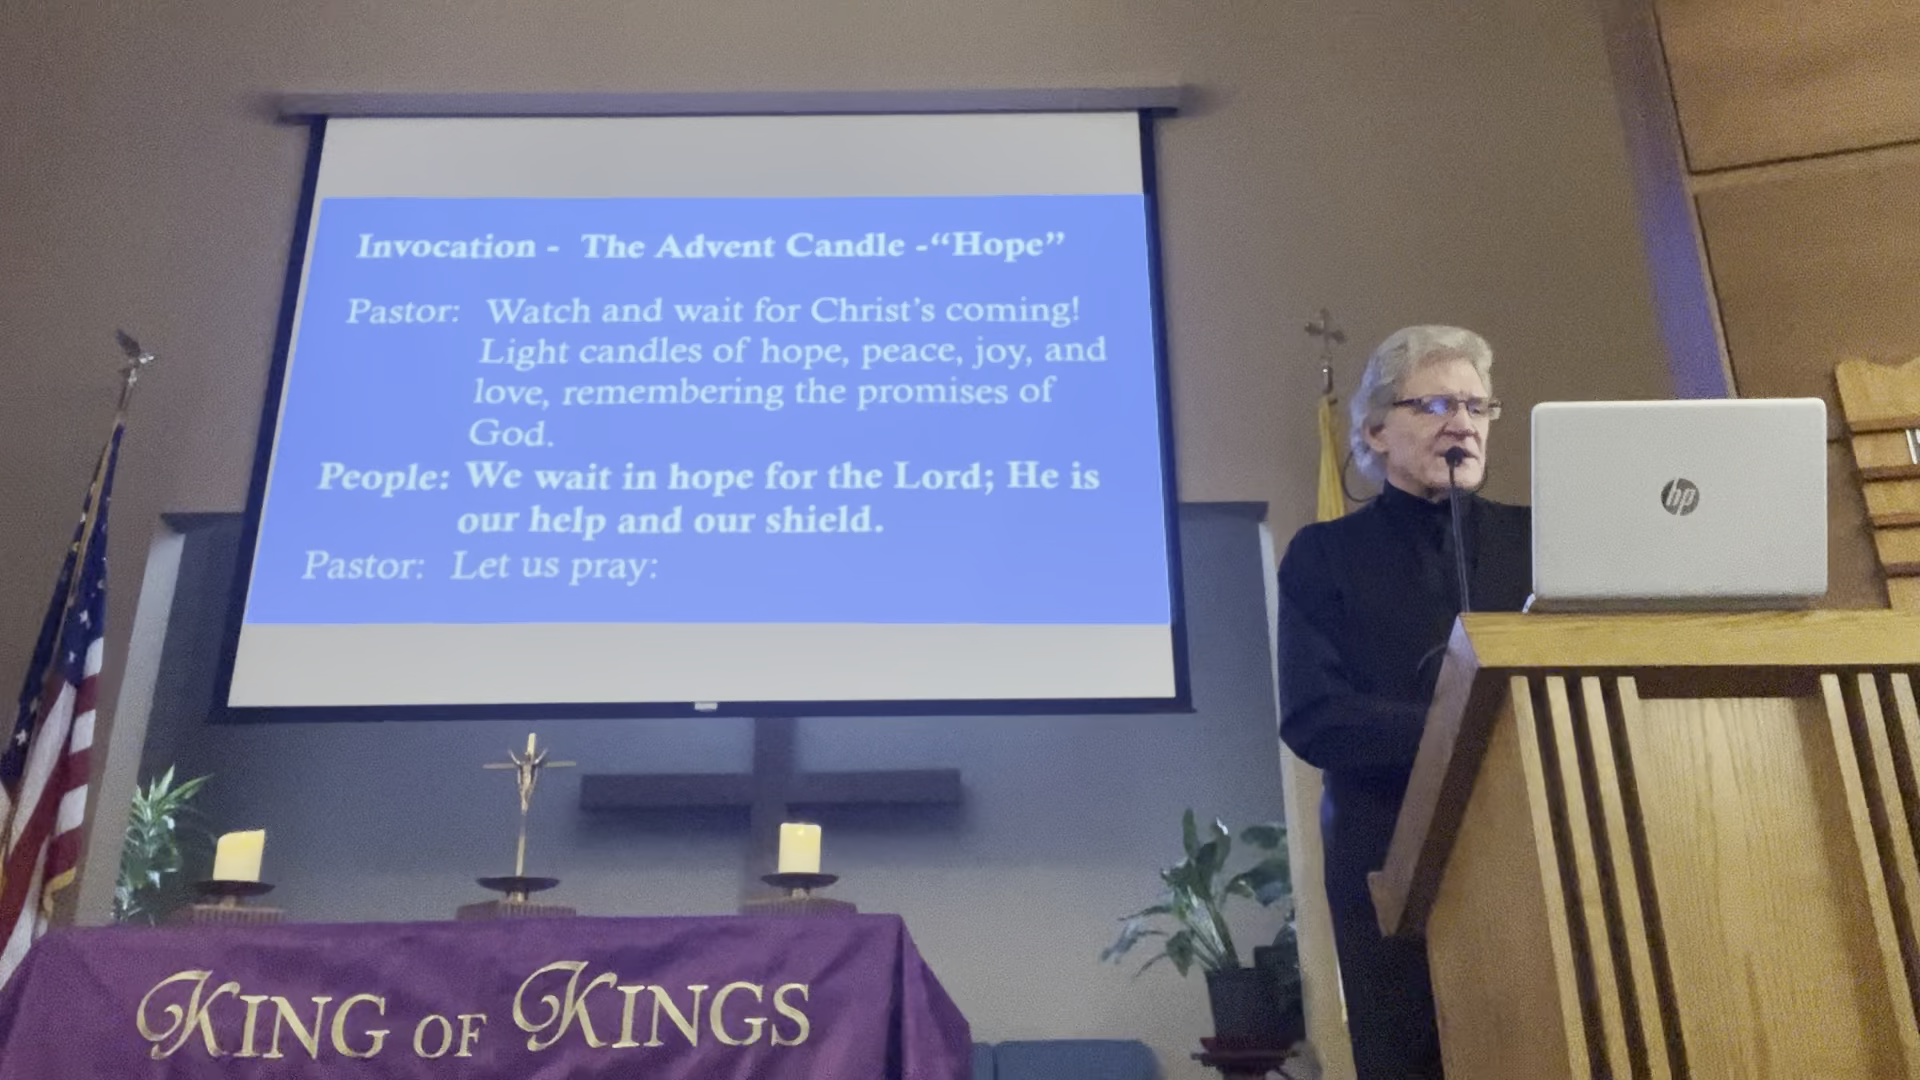 Invocation - The Advent Candle -“Hope”
Pastor: Watch and wait for Christ’s coming!
Light candles of hope, peace, joy, and
love, remembering the promises of
God.
People: We wait in hope for the Lord; He is
our help and our shield.
Pastor: Let us pray:
hp
KING OF KINGS